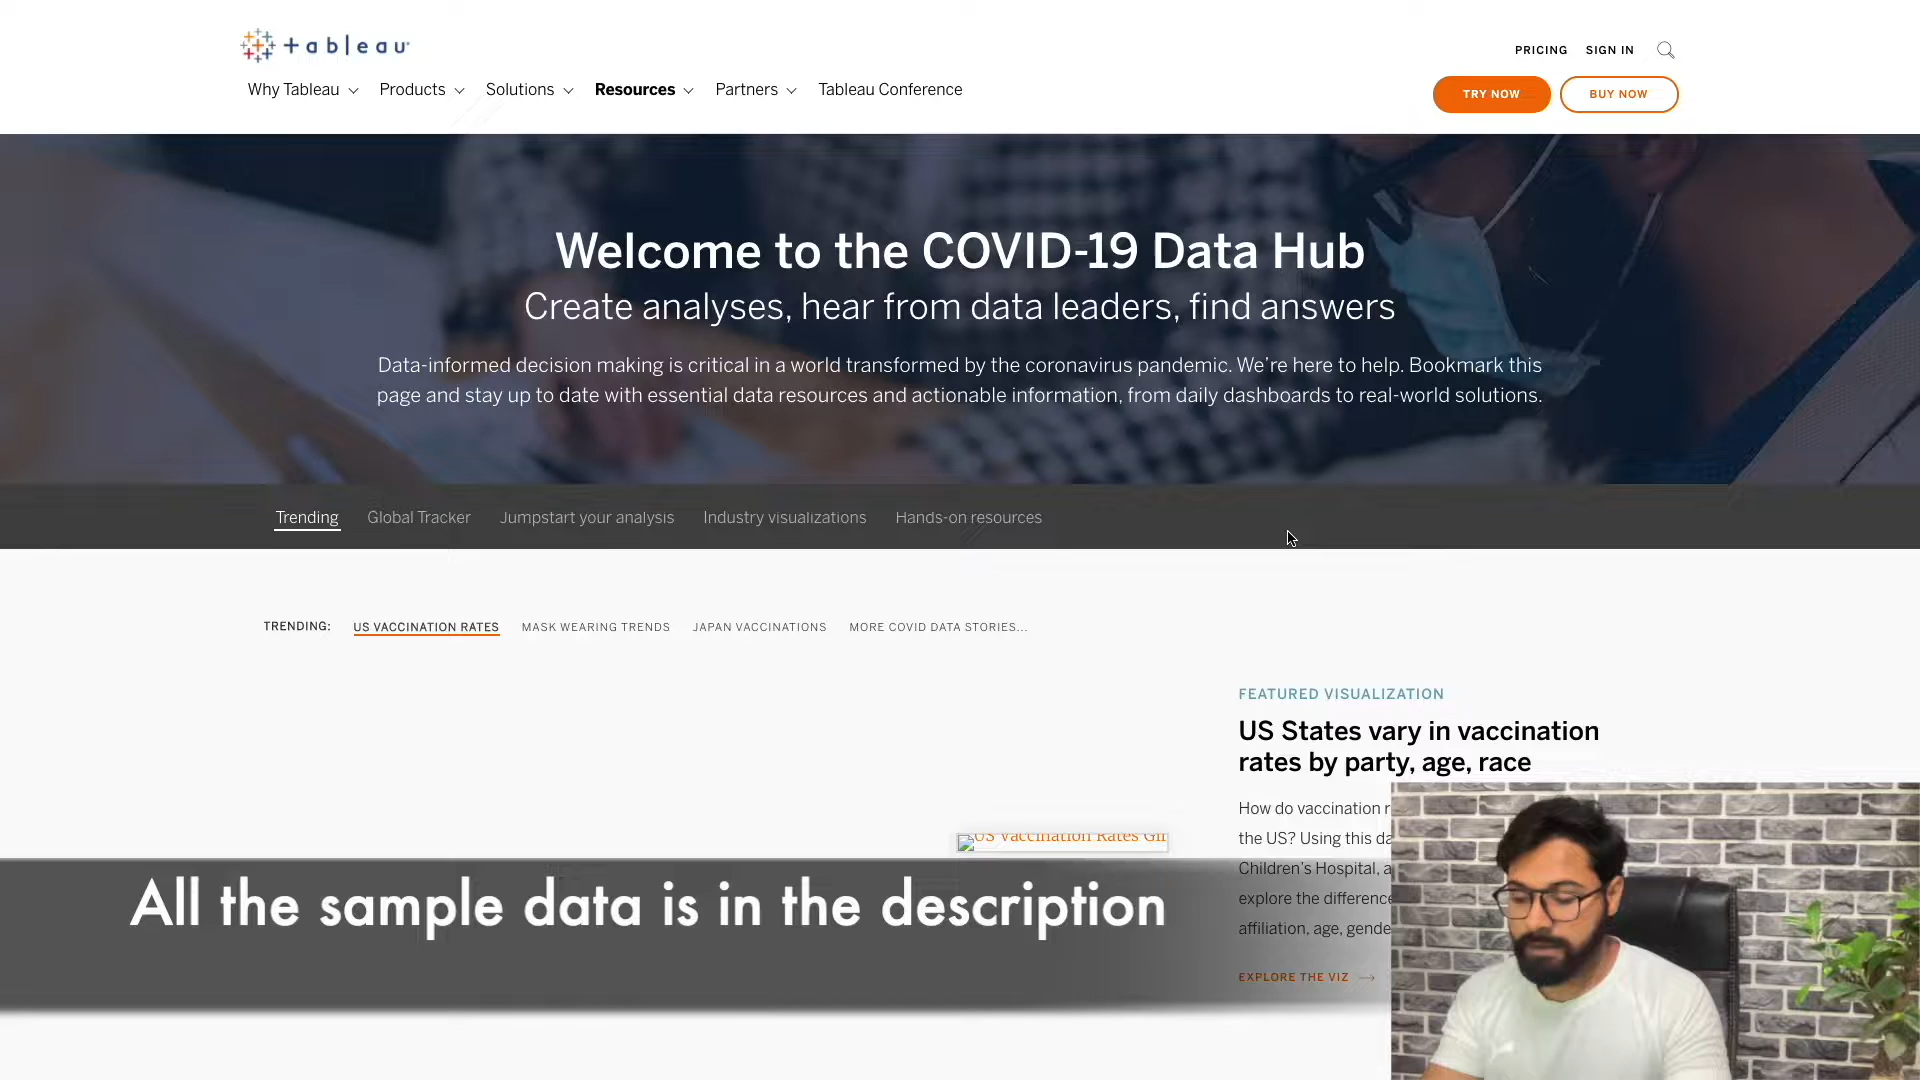 +ableau
PRICING SIGN IN
Why Tableau Products Solutions Resources Partners Tableau Conference
TRY NOW BUY NOW
Welcome to the COVID-19 Data Hub
Create analyses, hear from data leaders, find answers
Data-informed decision making is critical in a world transformed by the coronavirus pandemic. We’re here to help. Bookmark this
page and stay up to date with essential data resources and actionable information, from daily dashboards to real-world solutions.
Trending Global Tracker Jumpstart your analysis Industry visualizations Hands-on resources
TRENDING: US VACCINATION RATES MASK WEARING TRENDS JAPAN VACCINATIONS MORE COVID DATA STORIES...
FEATURED VISUALIZATION
US States vary in vaccination
rates by party, age, race
How do vaccination
the US? Using this
Children’s Hospital,
explore the
affiliation, age,
EXPLORE THE VIZ
US Vaccination Rates
All the sample data is in the description